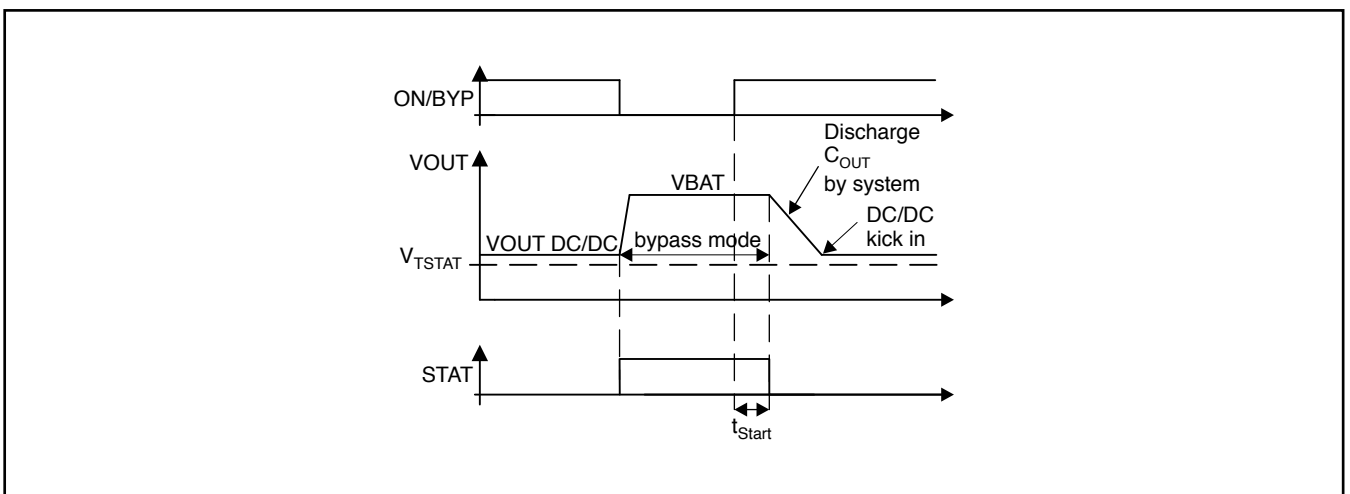 ON/BYP
VOUT
VBAT
Discharge
COUT
by system
DC/DC
kick in
VOUT DC/DC
bypass mode
VTSTAT
STAT
tStart